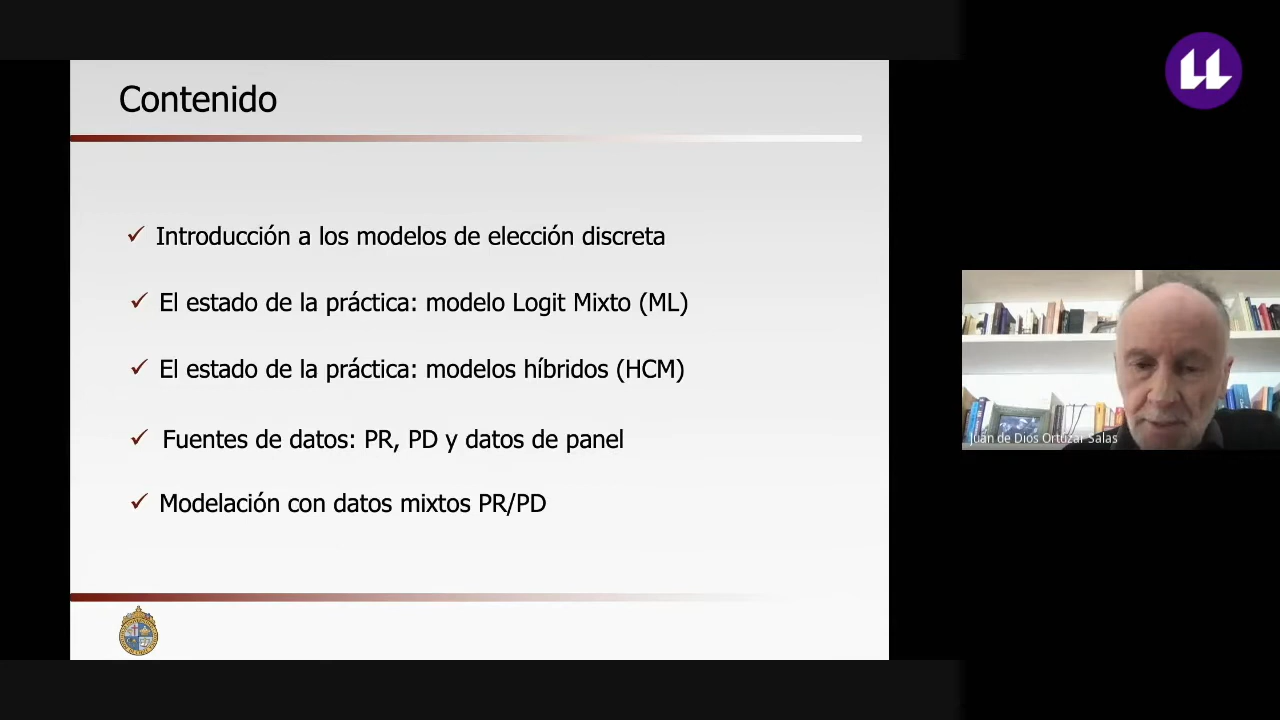 Contenido
Introducción a los modelos de elección discreta
El estado de la práctica: modelo Logit Mixto (ML)
El estado de la práctica: modelos híbridos (HCM)
Fuentes de datos: PR, PD y datos de panel
Modelación con datos mixtos PR/PD
Juan de Dios Ortúzar Salas